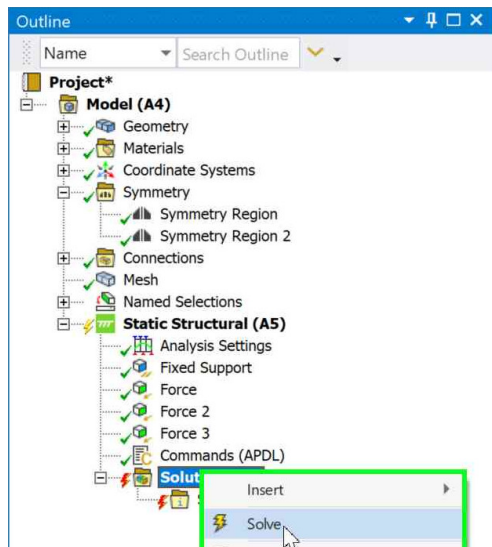 Outline
Name
Search Outline
Project*
Model (A4)
Geometry
Materials
Coordinate Systems
Symmetry
Symmetry Region
Symmetry Region 2
Connections
Mesh
Named Selections
Static Structural (A5)
Analysis Settings
Fixed Support
Force
Force 2
Force 3
Commands (APDL)
Solut
Insert
Solve